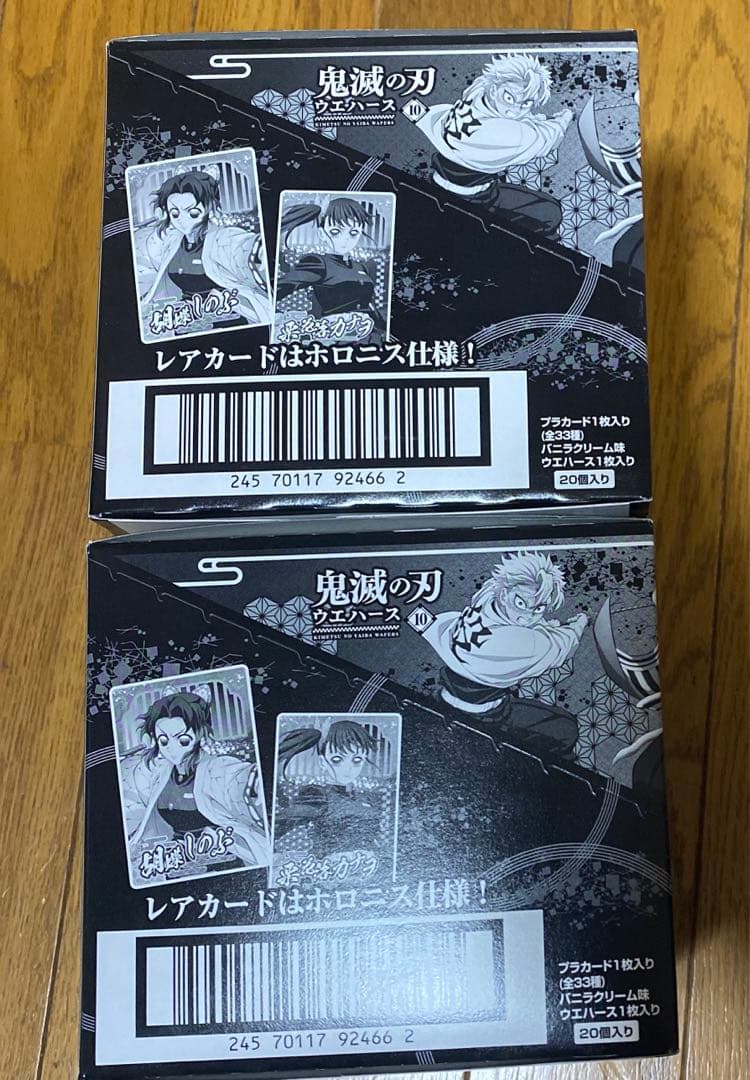 鬼滅の刃
ウエハース 10
KIMETSU NO YAIBA WAFERS
胡蝶しのぶ
栗花落カナヲ
レアカードはホロニス仕様!
245 70117 92466 2
プラカード1枚入り
(全33種)
バニラクリーム味
ウエハース1枚入り
20個入り
鬼滅の刃
ウエハース 10
KIMETSU NO YAIBA WAFERS
胡蝶しのぶ
栗花落カナヲ
レアカードはホロニス仕様!
245 70117 92466 2
プラカード1枚入り
(全33種)
バニラクリーム味
ウエハース1枚入り
20個入り